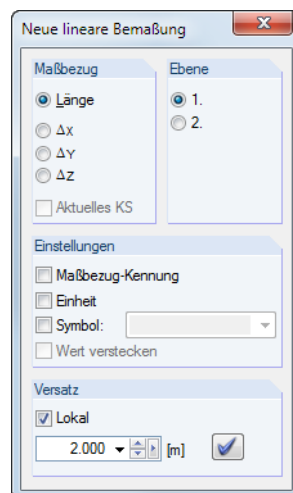 Neue lineare Bemaßung
Maßbezug
Länge
ΔX
ΔY
ΔZ
Aktuelles KS
Ebene
1.
2.
Einstellungen
Maßbezug-Kennung
Einheit
Symbol:
Wert verstecken
Versatz
Lokal
2.000 [m]